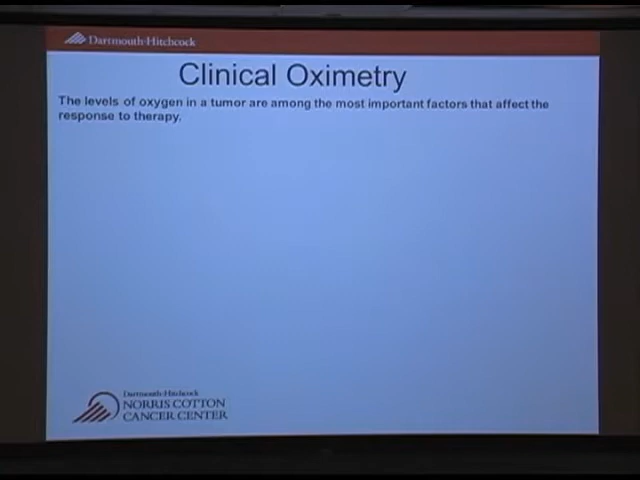 Dartmouth-Hitchcock
Clinical Oximetry
The levels of oxygen in a tumor are among the most important factors that affect the
response to therapy.
Dartmouth-Hitchcock
NORRIS COTTON
CANCER CENTER